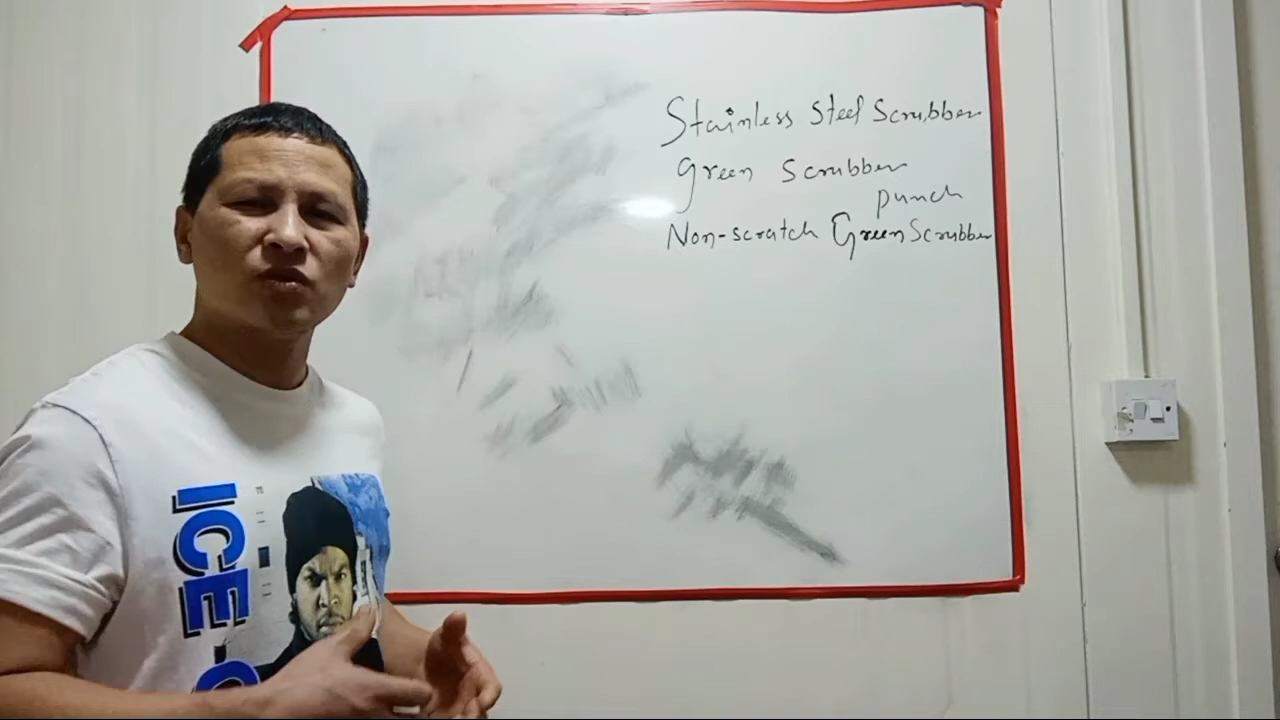 Stainless Steel Scrubber
green scrubber
punch
Non-scratch Green Scrubber
ICE-C